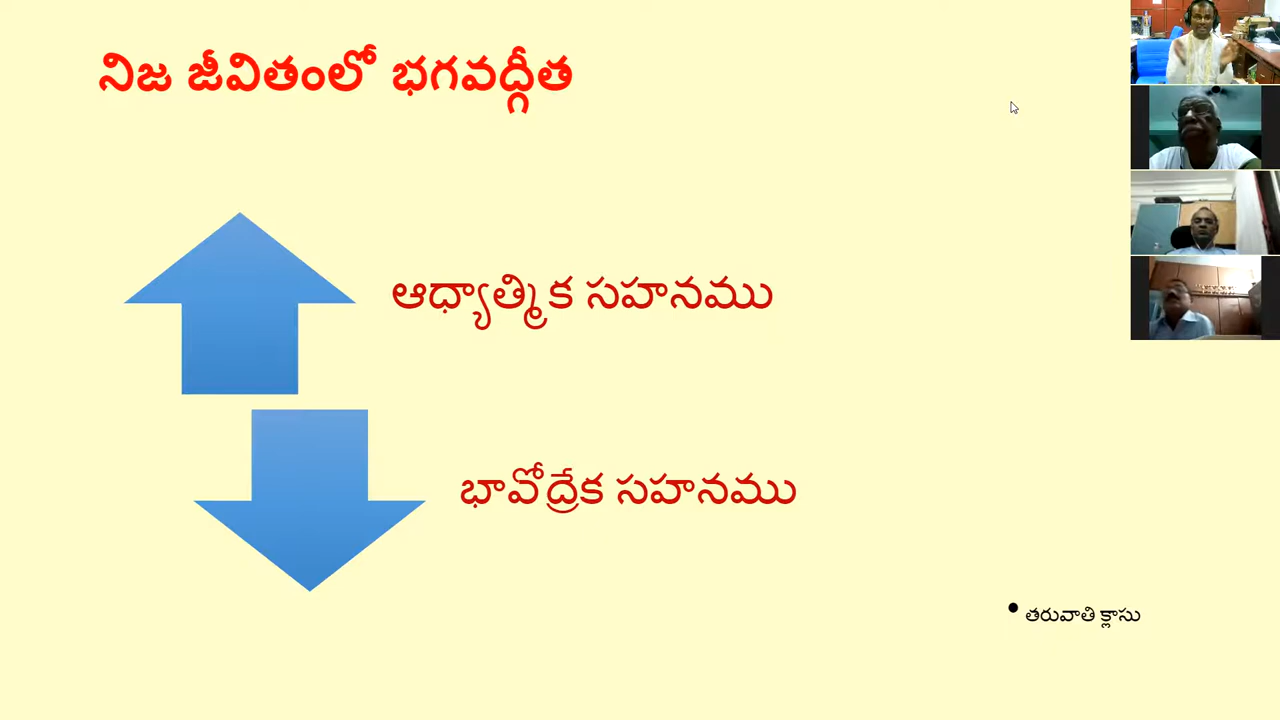 నిజ జీవితంలో భగవద్గీత
ఆధ్యాత్మిక సహనము
భావోద్రేక సహనము
• తరువాతి క్లాసు